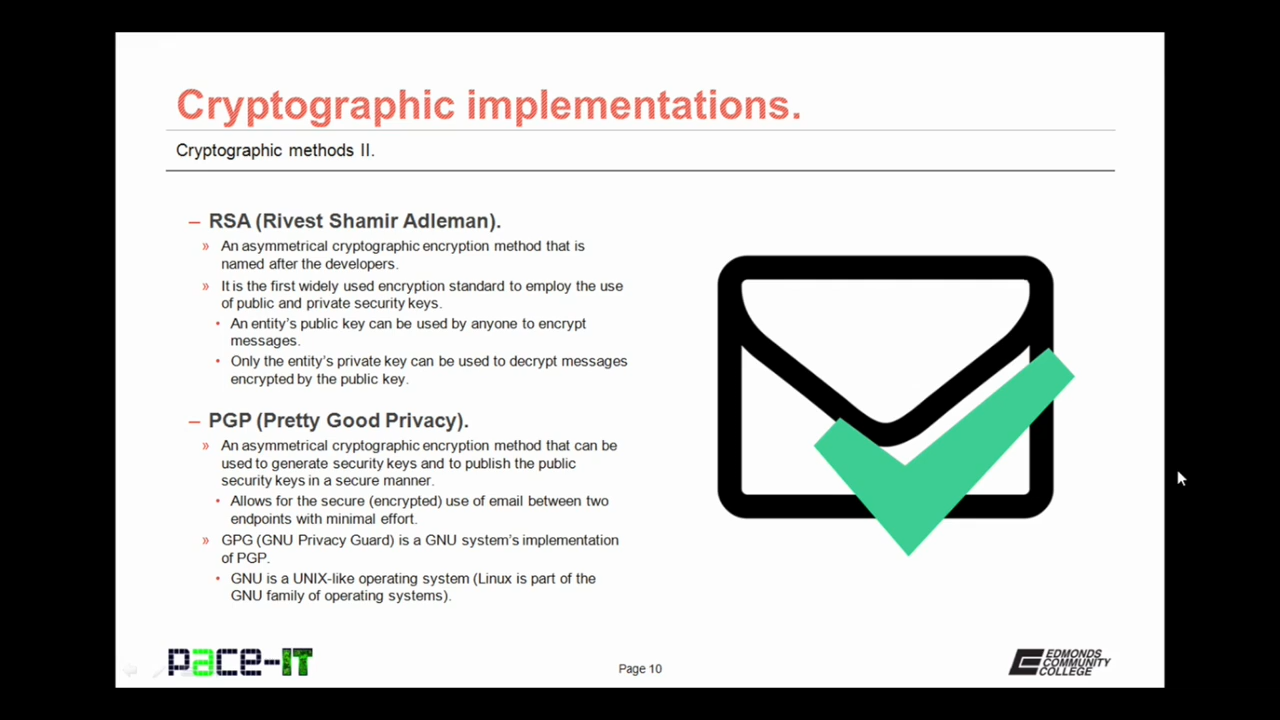 Cryptographic implementations.
Cryptographic methods II.
– RSA (Rivest Shamir Adleman).
» An asymmetrical cryptographic encryption method that is
named after the developers.
» It is the first widely used encryption standard to employ the use
of public and private security keys.
• An entity's public key can be used by anyone to encrypt
messages.
• Only the entity's private key can be used to decrypt messages
encrypted by the public key.
– PGP (Pretty Good Privacy).
» An asymmetrical cryptographic encryption method that can be
used to generate security keys and to publish the public
security keys in a secure manner.
• Allows for the secure (encrypted) use of email between two
endpoints with minimal effort.
» GPG (GNU Privacy Guard) is a GNU system's implementation
of PGP.
• GNU is a UNIX-like operating system (Linux is part of the
GNU family of operating systems).
pace-IT
Page 10
EDMONDS
COMMUNITY
COLLEGE